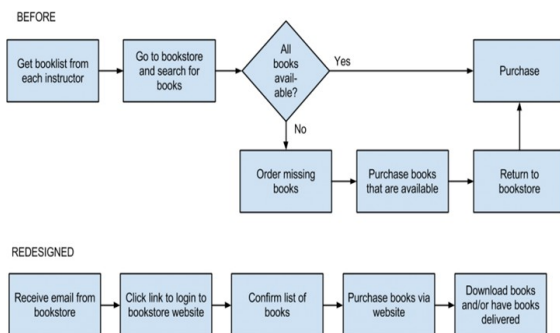 BEFORE
Get booklist from
each instructor
Go to bookstore
and search for
books
All
books
avail-
able?
Yes
Purchase
No
Order missing
books
Purchase books
that are available
Return to
bookstore
REDESIGNED
Receive email from
bookstore
Click link to login to
bookstore website
Confirm list of
books
Purchase books via
website
Download books
and/or have books
delivered